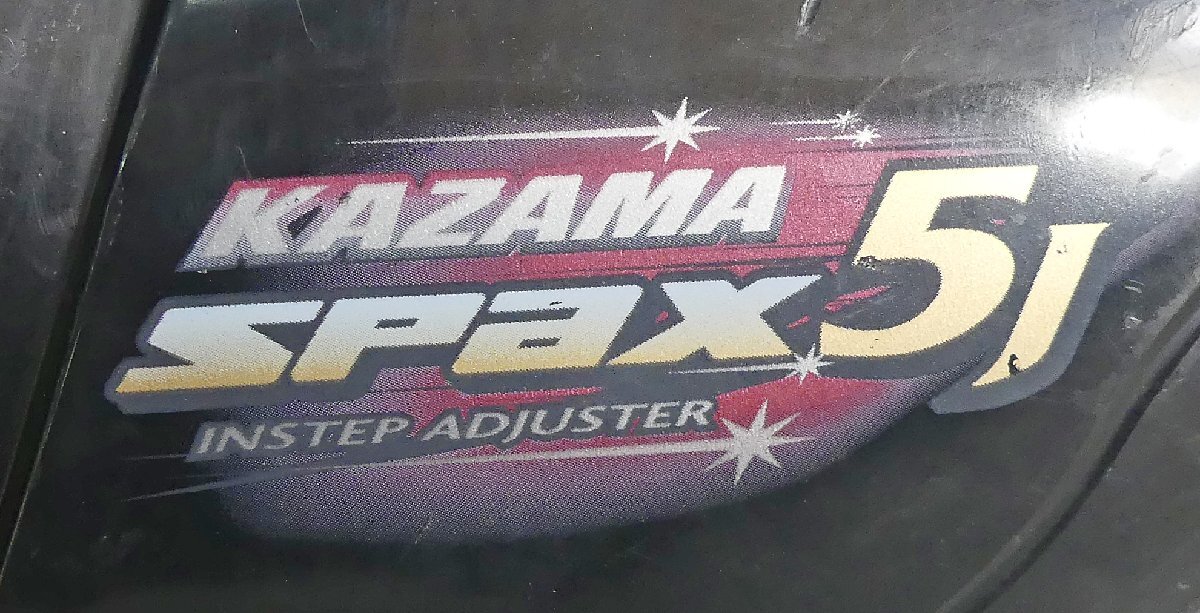 KAZAMA
SPAX 5J
INSTEP ADJUSTER